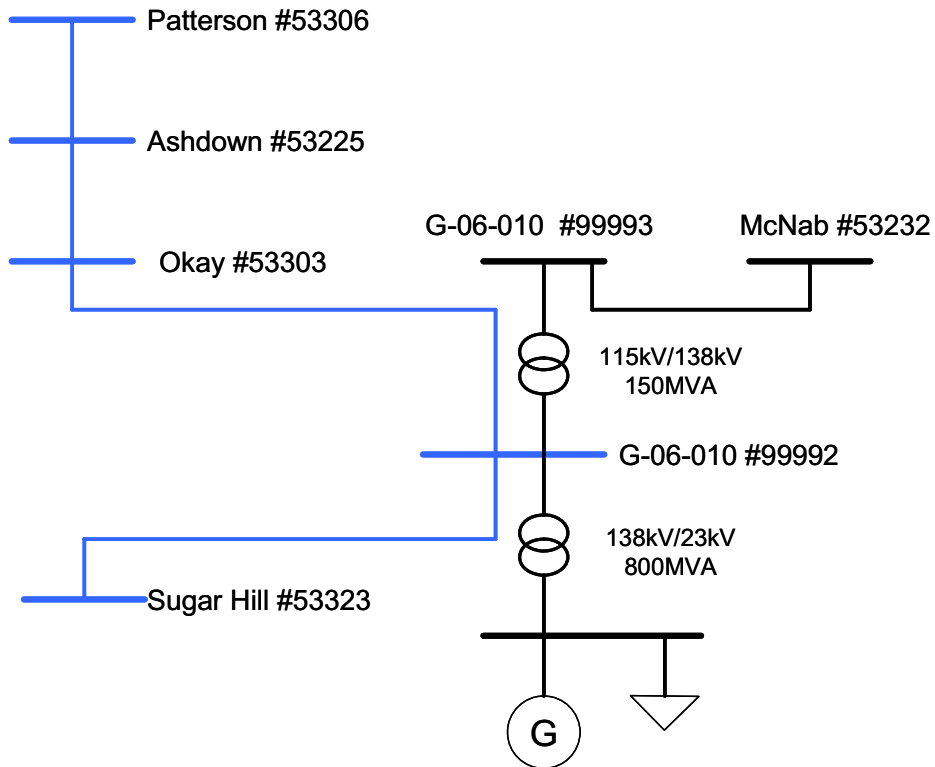 Patterson #53306
Ashdown #53225
G-06-010 #99993
McNab #53232
Okay #53303
115kV/138kV
150MVA
G-06-010 #99992
138kV/23kV
800MVA
Sugar Hill #53323
G